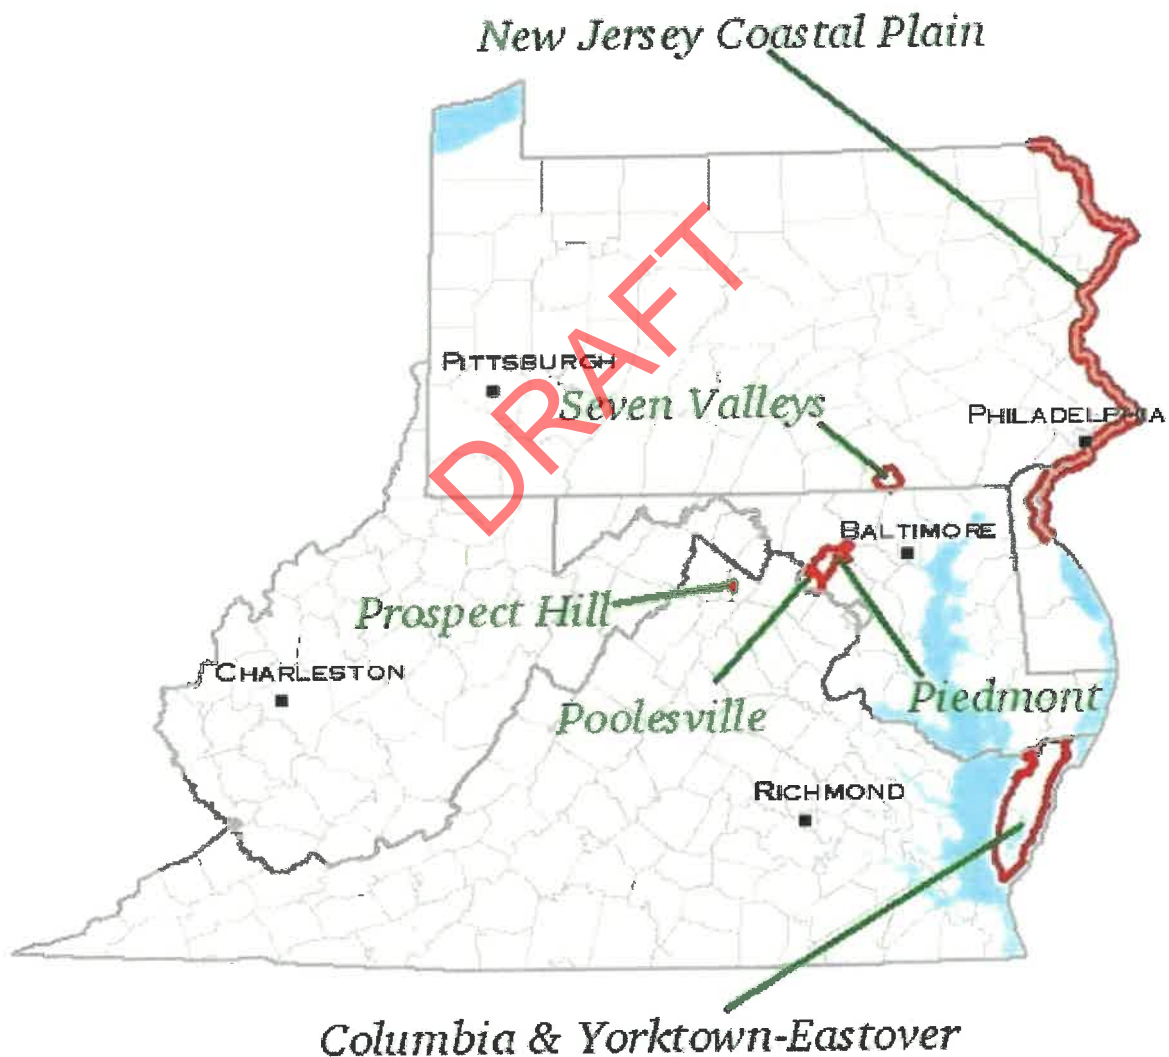 New Jersey Coastal Plain
PITTSBURGH
Seven Valleys
PHILADELPHIA
DRAFT
BALTIMORE
Prospect Hill
CHARLESTON
Poolesville
Piedmont
RICHMOND
Columbia & Yorktown-Eastover